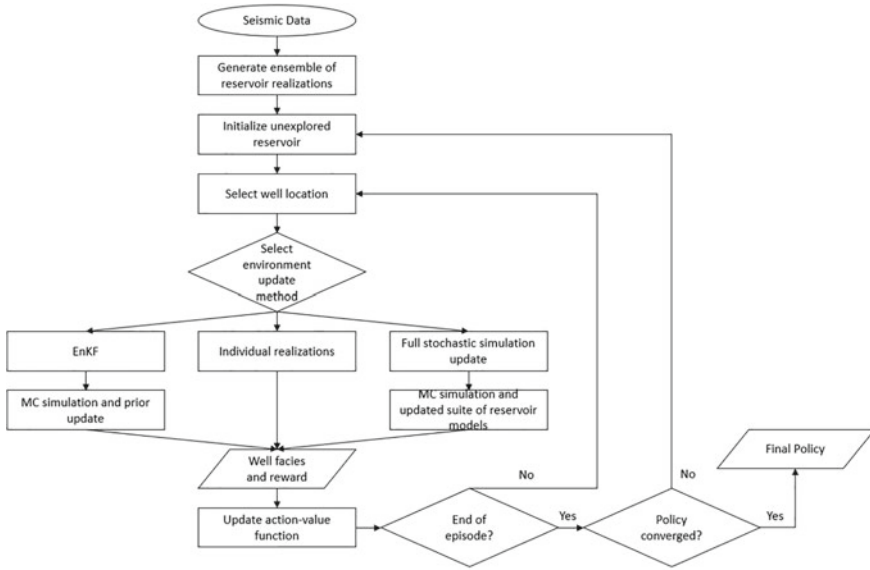 Seismic Data
Generate ensemble of
reservoir realizations
Initialize unexplored
reservoir
Select well location
Select
environment
update
method
EnKF
Individual realizations
Full stochastic simulation
update
MC simulation and prior
update
MC simulation and
updated suite of reservoir
models
Well facies
and reward
No
No
Final Policy
Update action-value
function
End of
episode?
Yes
Policy
converged?
Yes